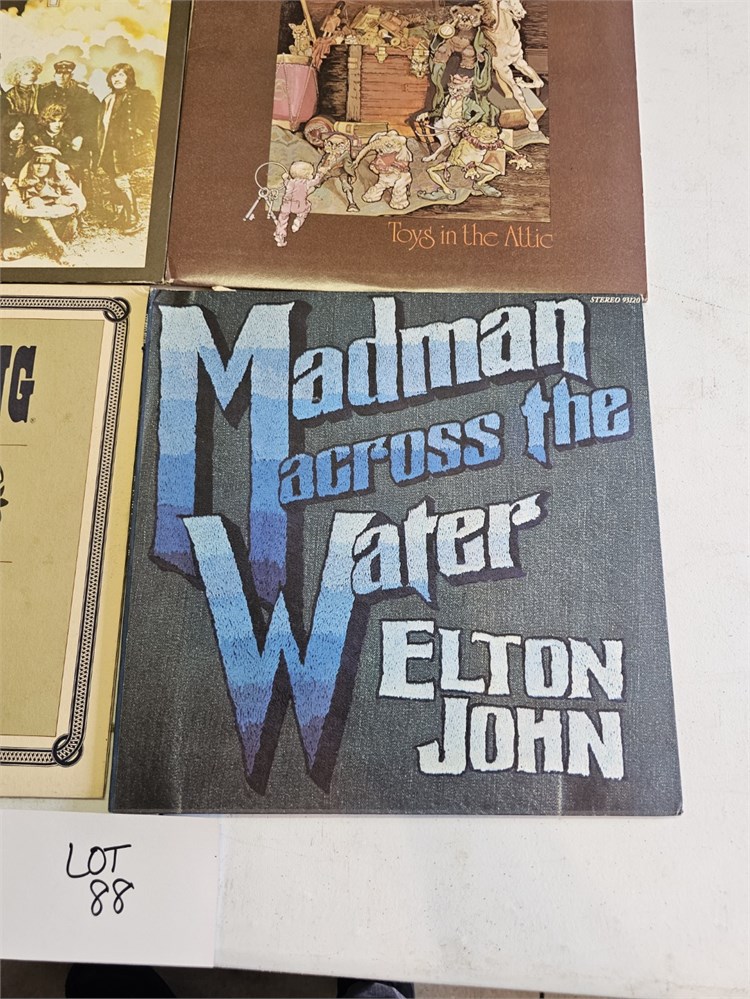 Toys in the Attic
STEREO 93120
Madman
across the
Water
ELTON
JOHN
LOT
88